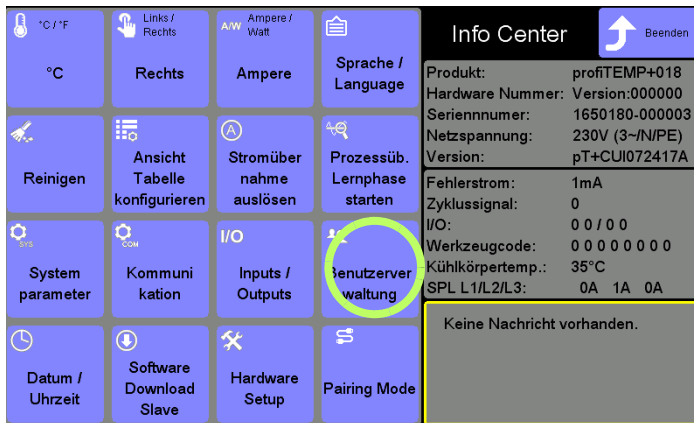 °C / °F
°C
Links /
Rechts
Rechts
A/W
Ampere /
Watt
Ampere
Sprache /
Language
Reinigen
Ansicht
Tabelle
konfigurieren
A
Stromüber
nahme
auslösen
Prozessüb.
Lernphase
starten
SYS
System
parameter
COM
Kommuni
kation
I/O
Inputs /
Outputs
Benutzerver
waltung
Datum /
Uhrzeit
Software
Download
Slave
Hardware
Setup
Pairing Mode
Info Center
Beenden
Produkt: profiTEMP+018
Hardware Nummer: Version:000000
Seriennnumer: 1650180-000003
Netzspannung: 230V (3~/N/PE)
Version: pT+CUI072417A
Fehlerstrom: 1mA
Zyklussignal: 0
I/O: 0 0 / 0 0
Werkzeugcode: 0 0 0 0 0 0 0 0
Kühlkörpertemp.: 35°C
SPL L1/L2/L3: 0A 1A 0A
Keine Nachricht vorhanden.